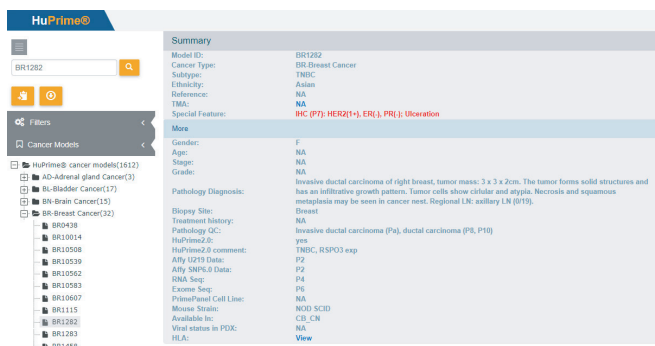 HuPrime®
BR1282
Filters
Cancer Models
HuPrime® cancer models(1612)
AD-Adrenal gland Cancer(3)
BL-Bladder Cancer(17)
BN-Brain Cancer(15)
BR-Breast Cancer(32)
BR0438
BR10014
BR10508
BR10539
BR10562
BR10583
BR10607
BR1115
BR1282
BR1283
BR1458
Summary
Model ID: BR1282
Cancer Type: BR-Breast Cancer
Subtype: TNBC
Ethnicity: Asian
Reference: NA
TMA: NA
Special Feature: IHC (P7): HER2(1+), ER(-), PR(-); Ulceration
More
Gender: F
Age: NA
Stage: NA
Grade: NA
Pathology Diagnosis: Invasive ductal carcinoma of right breast, tumor mass: 3 x 3 x 2cm. The tumor forms solid structures and
has an infiltrative growth pattern. Tumor cells show cirlular and atypia. Necrosis and squamous
metaplasia may be seen in cancer nest. Regional LN: axillary LN (0/19).
Biopsy Site: Breast
Treatment history: NA
Pathology QC: Invasive ductal carcinoma (Pa), ductal carcinoma (P8, P10)
HuPrime2.0: yes
HuPrime2.0 comment: TNBC, RSPO3 exp
Affy U219 Data: P2
Affy SNP6.0 Data: P2
RNA Seq: P4
Exome Seq: P6
PrimePanel Cell Line: NA
Mouse Strain: NOD SCID
Available In: CB_CN
Viral status in PDX: NA
HLA: View